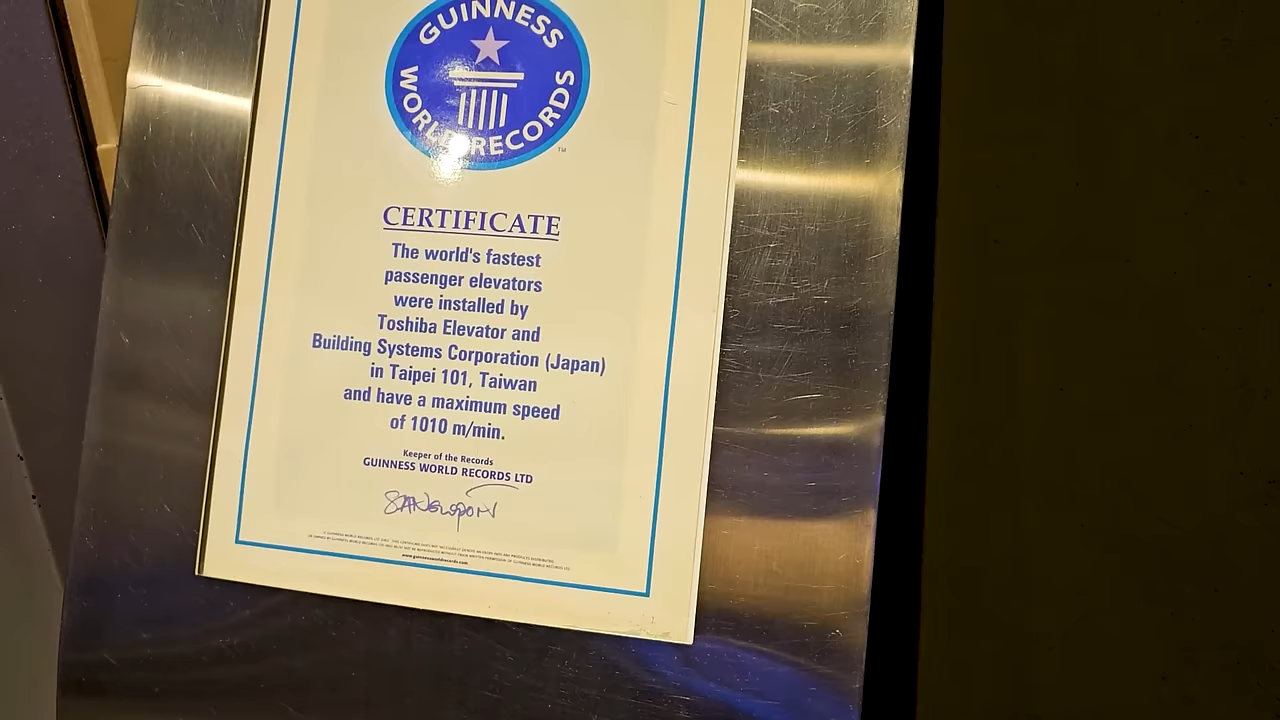 GUINNESS
WORLD RECORDS
TM
CERTIFICATE
The world's fastest
passenger elevators
were installed by
Toshiba Elevator and
Building Systems Corporation (Japan)
in Taipei 101, Taiwan
and have a maximum speed
of 1010 m/min.
Keeper of the Records
GUINNESS WORLD RECORDS LTD
www.guinnessworldrecords.com